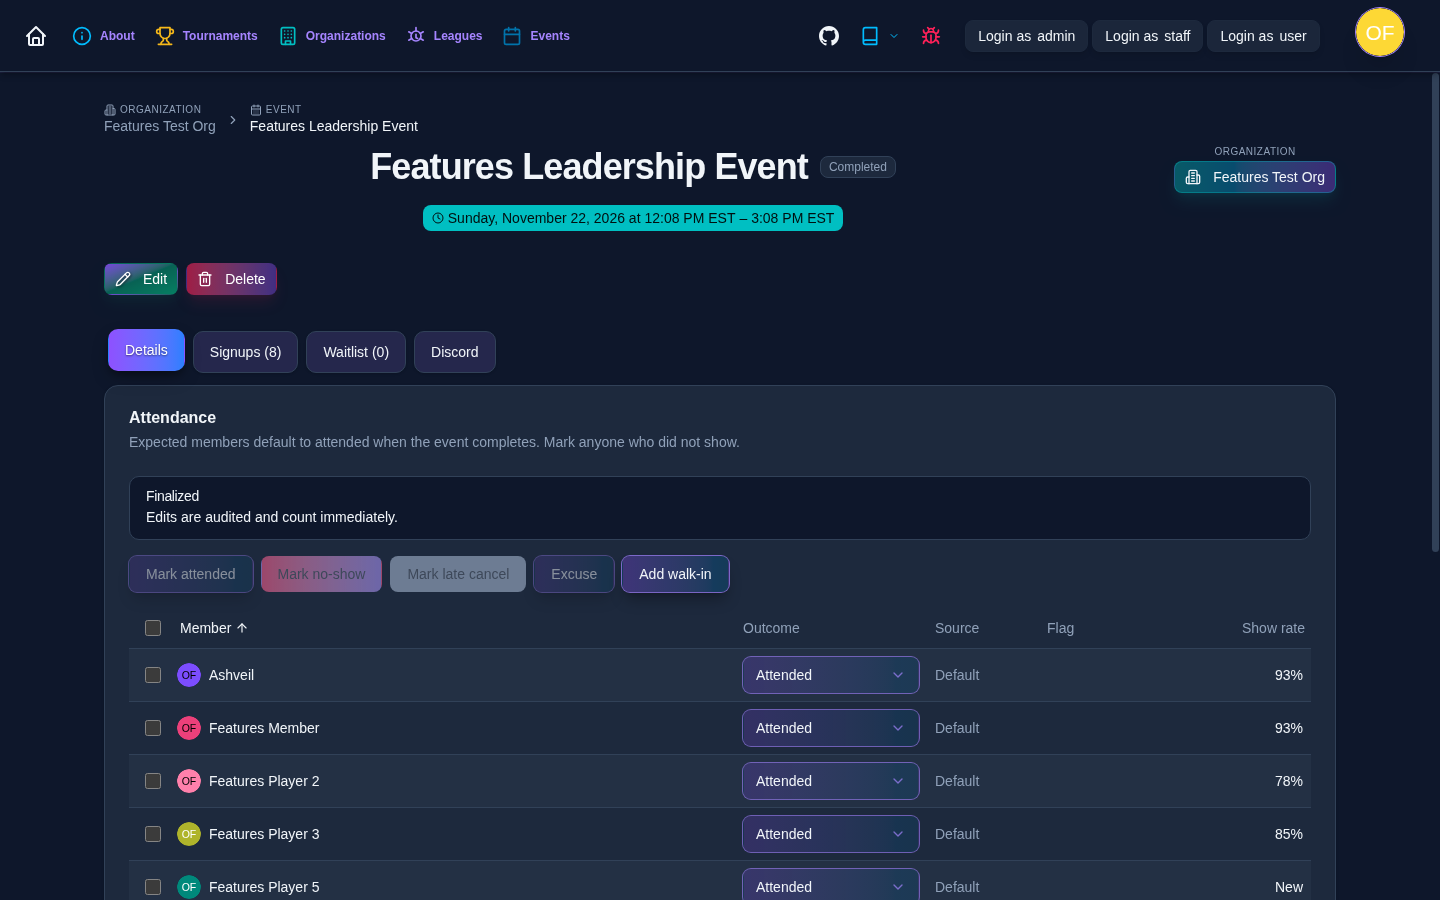 About
Tournaments
Organizations
Leagues
Events
Login as admin
Login as staff
Login as user
OF
ORGANIZATION
Features Test Org
EVENT
Features Leadership Event
Features Leadership Event
Completed
Sunday, November 22, 2026 at 12:08 PM EST – 3:08 PM EST
ORGANIZATION
Features Test Org
Edit
Delete
Details
Signups (8)
Waitlist (0)
Discord
Attendance
Expected members default to attended when the event completes. Mark anyone who did not show.
Finalized
Edits are audited and count immediately.
Mark attended
Mark no-show
Mark late cancel
Excuse
Add walk-in
Member Outcome Source Flag Show rate
OF Ashveil Attended Default 93%
OF Features Member Attended Default 93%
OF Features Player 2 Attended Default 78%
OF Features Player 3 Attended Default 85%
OF Features Player 5 Attended Default New